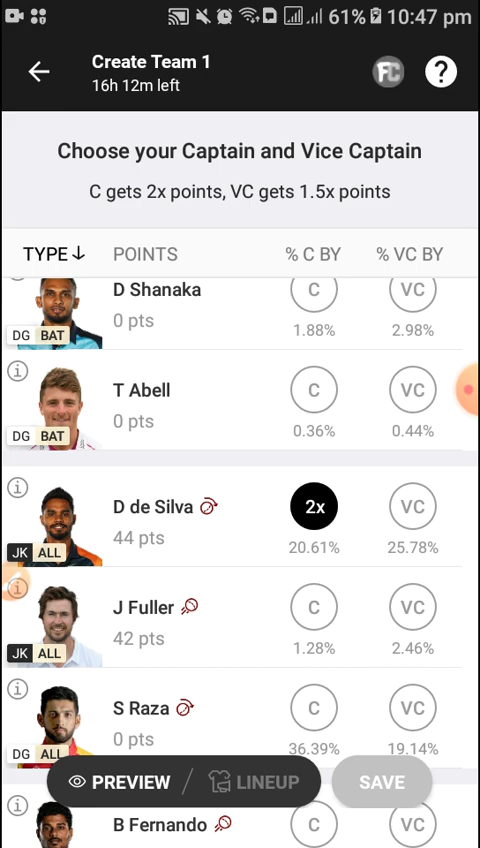 61% 10:47 pm
Create Team 1
16h 12m left
FC ?
Choose your Captain and Vice Captain
C gets 2x points, VC gets 1.5x points
TYPE↓ POINTS % C BY % VC BY
D Shanaka C VC
0 pts
1.88% 2.98%
DG BAT
T Abell C VC
0 pts
0.36% 0.44%
DG BAT
D de Silva 2x VC
44 pts
20.61% 25.78%
JK ALL
J Fuller C VC
42 pts
1.28% 2.46%
JK ALL
S Raza C VC
0 pts
36.39% 19.14%
DG ALL
PREVIEW / LINEUP SAVE
B Fernando C VC